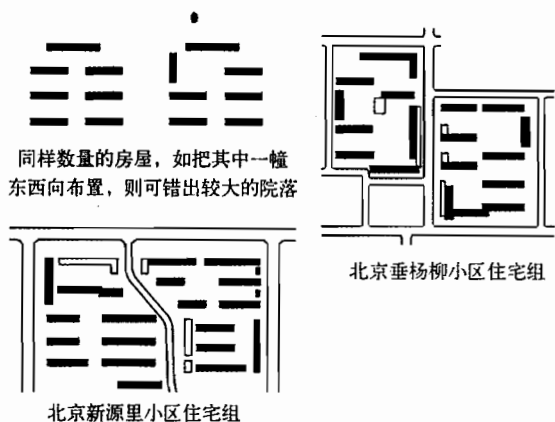 同样数量的房屋，如把其中一幢
东西向布置，则可错出较大的院落
北京垂杨柳小区住宅组
北京新源里小区住宅组